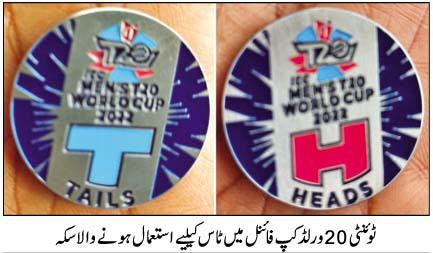 T20
ICC
MEN'S T20
WORLD CUP
2022
T
TAILS
T20
ICC
MEN'S T20
WORLD CUP
2022
H
HEADS
ٹوئنٹی 20 ورلڈ کپ فائنل میں ٹاس کیلیے استعمال ہونے والا سکہ